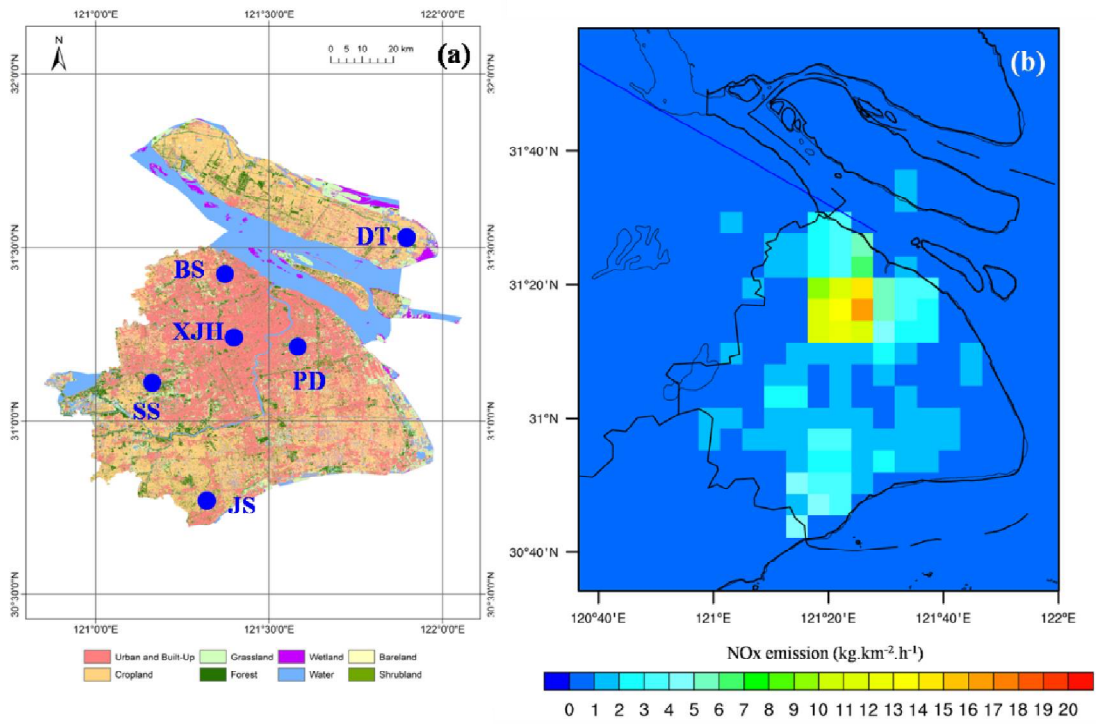 121°0'0"E 121°30'0"E 122°0'0"E
N
0 5 10 20 km
(a)
32°0'0"N 32°0'0"N
31°30'0"N 31°30'0"N
31°0'0"N 31°0'0"N
30°30'0"N 30°30'0"N
DT
BS
XJH
PD
SS
JS
121°0'0"E 121°30'0"E 122°0'0"E
Urban and Built-Up Grassland Wetland Bareland
Cropland Forest Water Shrubland
(b)
31°40'N
31°20'N
31°N
30°40'N
120°40'E 121°E 121°20'E 121°40'E 122°E
NOx emission (kg.km⁻².h⁻¹)
0 1 2 3 4 5 6 7 8 9 10 11 12 13 14 15 16 17 18 19 20